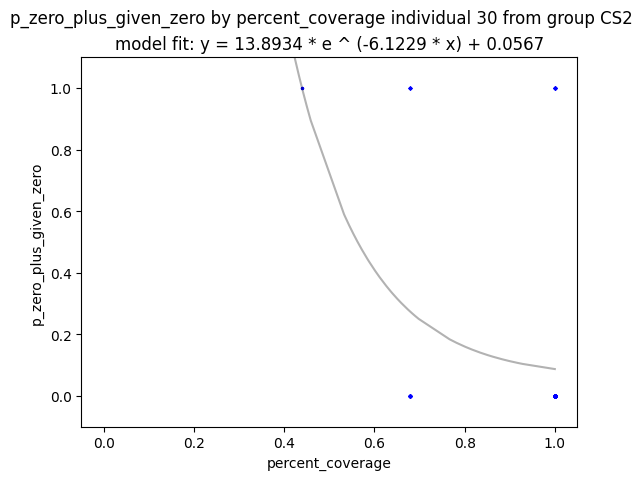 p_zero_plus_given_zero by percent_coverage individual 30 from group CS2
model fit: y = 13.8934 * e ^ (-6.1229 * x) + 0.0567
1.0
0.8
0.6
0.4
0.2
0.0
p_zero_plus_given_zero
0.0 0.2 0.4 0.6 0.8 1.0
percent_coverage